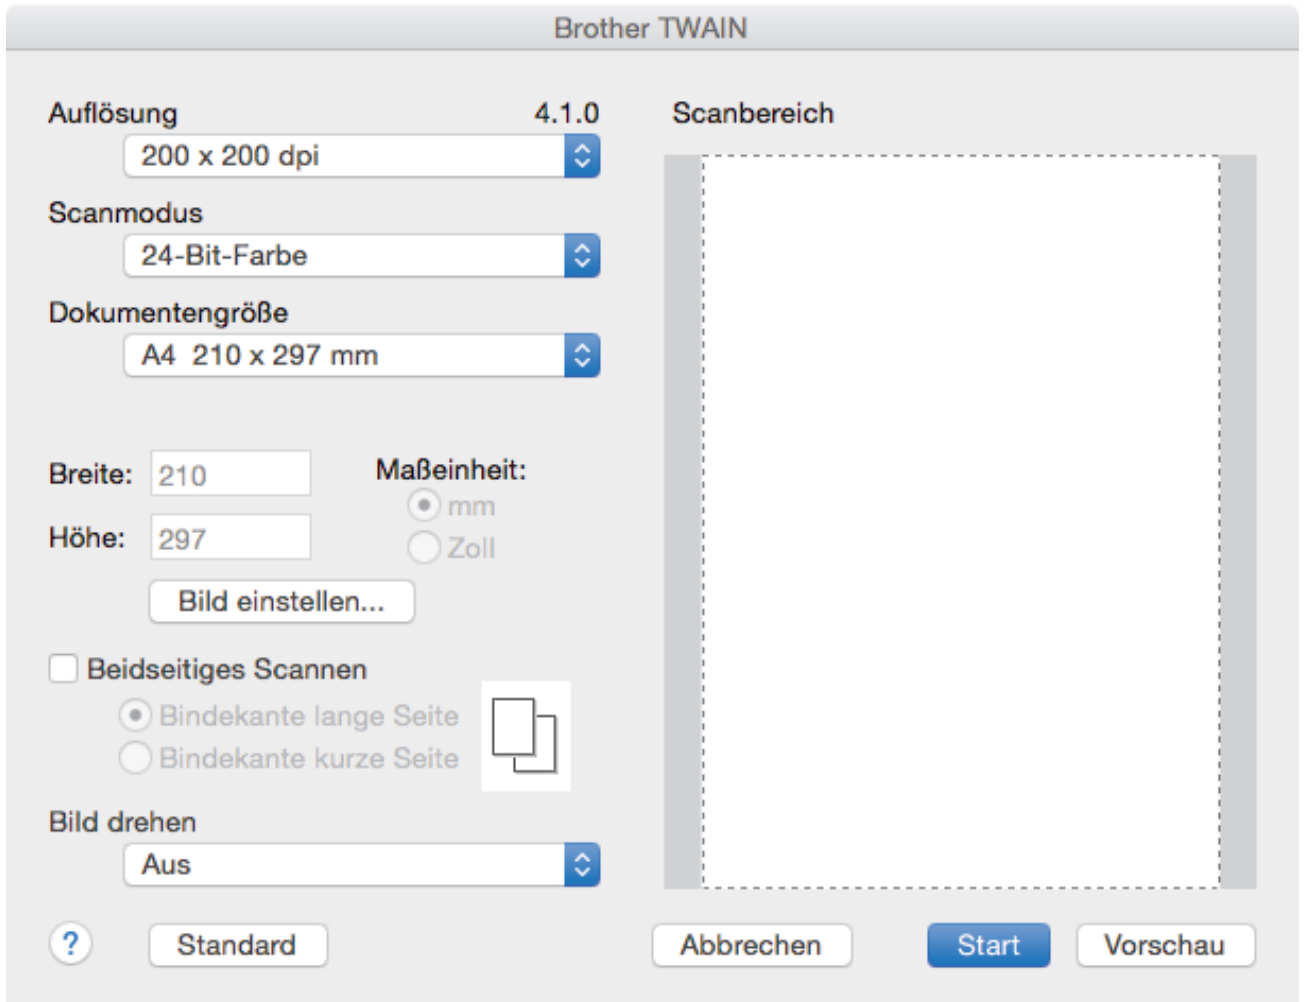 Brother TWAIN
Auflösung 4.1.0
200 x 200 dpi
Scanmodus
24-Bit-Farbe
Dokumentengröße
A4 210 x 297 mm
Breite: 210
Maßeinheit:
mm
Höhe: 297
Zoll
Bild einstellen...
Beidseitiges Scannen
Bindekante lange Seite
Bindekante kurze Seite
Bild drehen
Aus
? Standard
Scanbereich
Abbrechen Start Vorschau